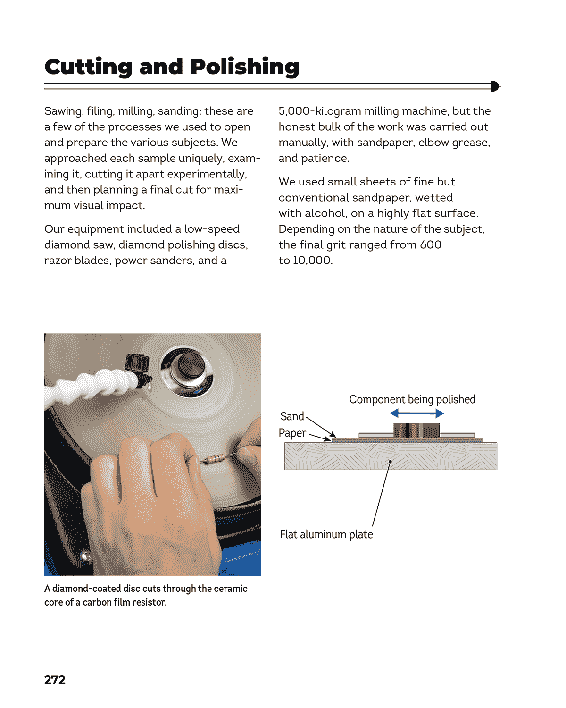 Cutting and Polishing
Sawing, filing, milling, sanding: these are
a few of the processes we used to open
and prepare the various subjects. We
approached each sample uniquely, exam-
ining it, cutting it apart experimentally,
and then planning a final cut for maxi-
mum visual impact.
Our equipment included a low-speed
diamond saw, diamond polishing discs,
razor blades, power sanders, and a
5,000-kilogram milling machine, but the
honest bulk of the work was carried out
manually, with sandpaper, elbow grease,
and patience.
We used small sheets of fine but
conventional sandpaper, wetted
with alcohol, on a highly flat surface.
Depending on the nature of the subject,
the final grit ranged from 600
to 10,000.
Component being polished
Sand
Paper
Flat aluminum plate
A diamond-coated disc cuts through the ceramic
core of a carbon film resistor.
272